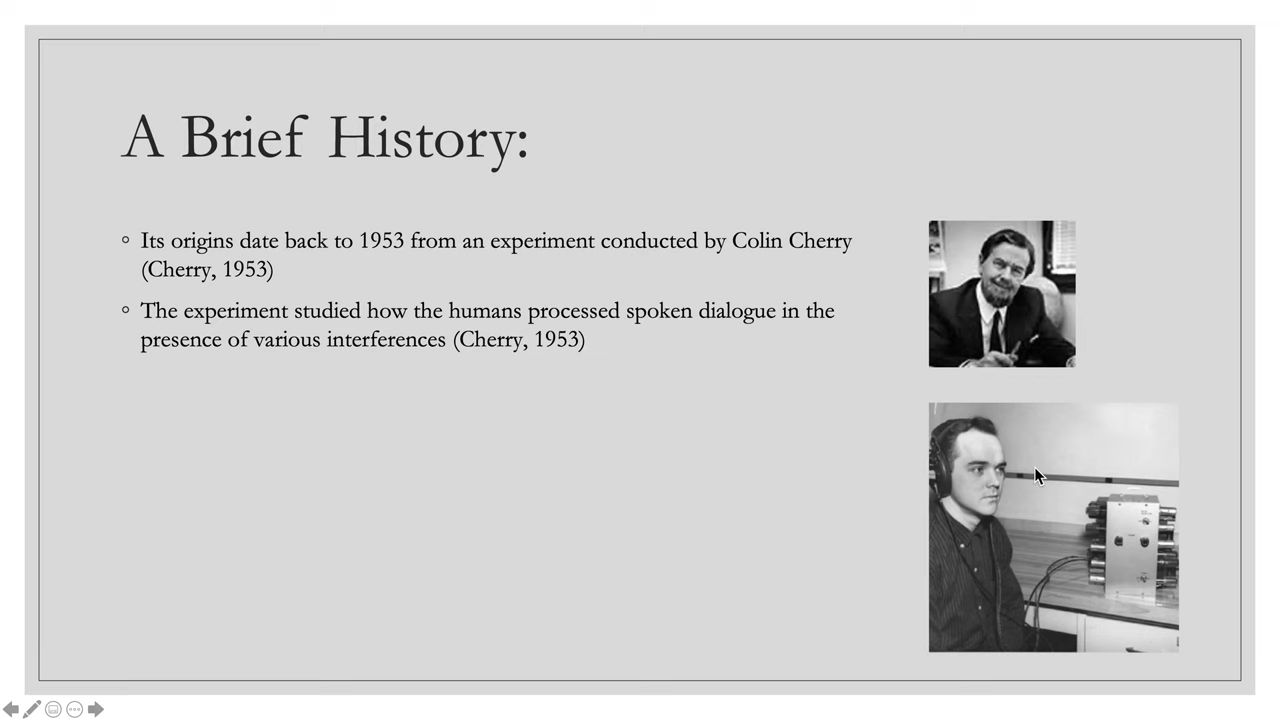 A Brief History:
Its origins date back to 1953 from an experiment conducted by Colin Cherry
(Cherry, 1953)
The experiment studied how the humans processed spoken dialogue in the
presence of various interferences (Cherry, 1953)